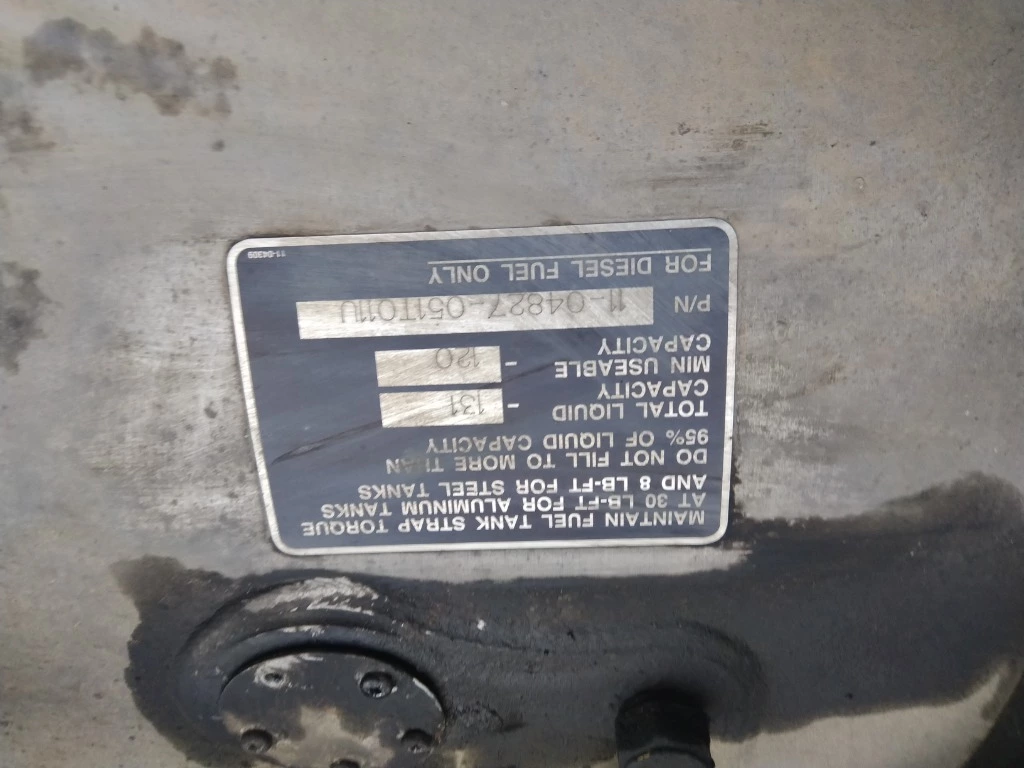 MAINTAIN FUEL TANK STRAP TORQUE
AT 30 LB-FT FOR ALUMINUM TANKS
AND 8 LB-FT FOR STEEL TANKS
DO NOT FILL TO MORE THAN
95% OF LIQUID CAPACITY
TOTAL LIQUID
CAPACITY - 131
MIN USEABLE
CAPACITY - 120
P/N 11-04827-051T011U
FOR DIESEL FUEL ONLY
11-04309